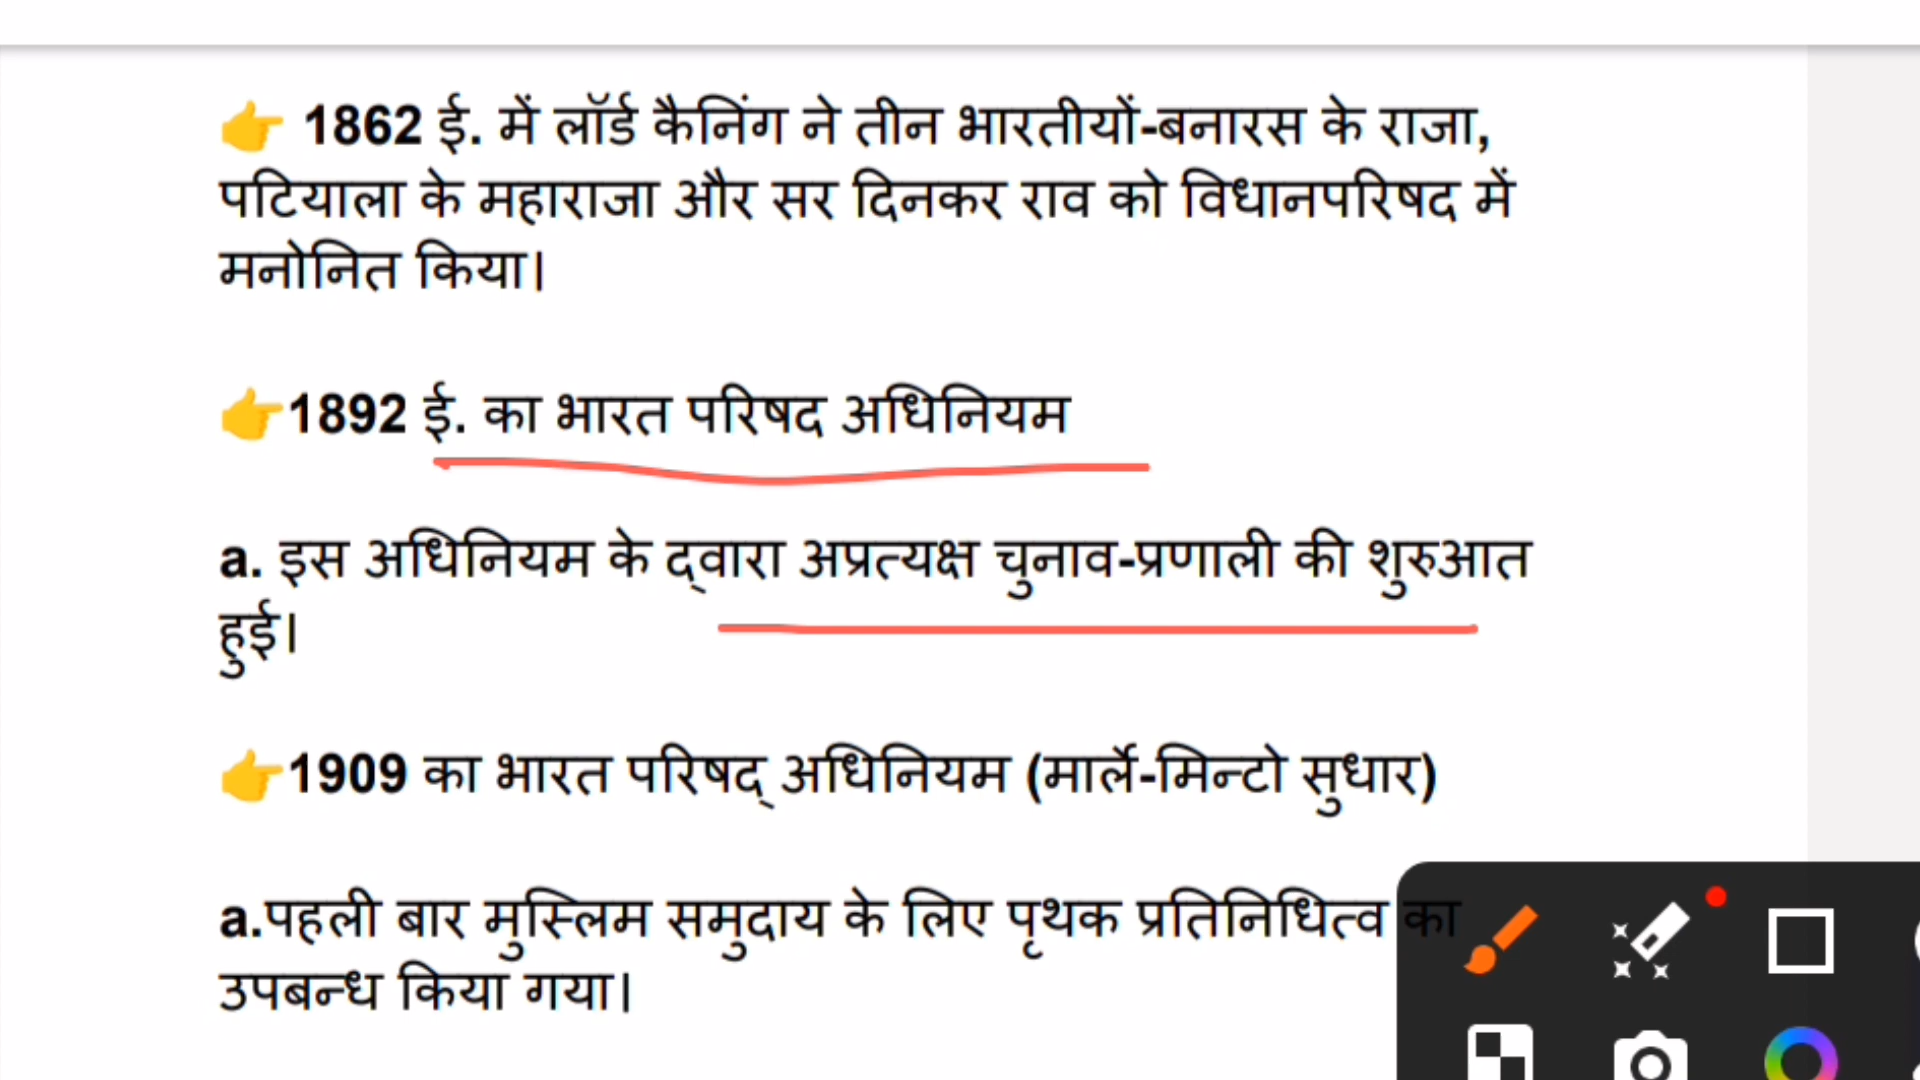 👉 1862 ई. में लॉर्ड कैनिंग ने तीन भारतीयों-बनारस के राजा,
पटियाला के महाराजा और सर दिनकर राव को विधानपरिषद में
मनोनित किया।
👉1892 ई. का भारत परिषद अधिनियम
a. इस अधिनियम के द्वारा अप्रत्यक्ष चुनाव-प्रणाली की शुरुआत
हुई।
👉1909 का भारत परिषद् अधिनियम (मार्ले-मिन्टो सुधार)
a.पहली बार मुस्लिम समुदाय के लिए पृथक प्रतिनिधित्व का
उपबन्ध किया गया।